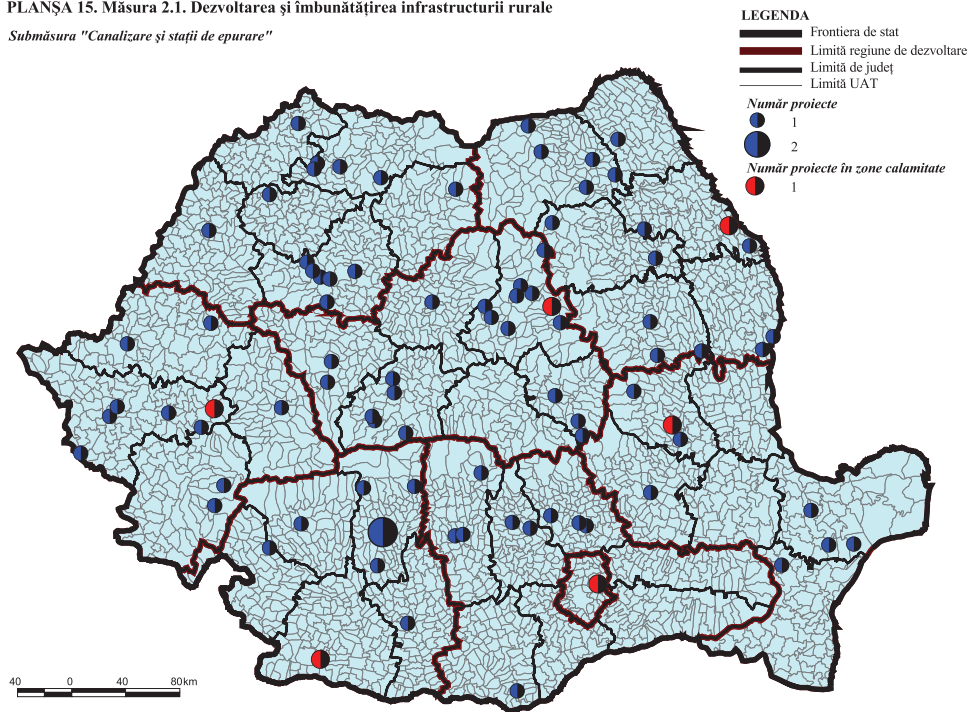 PLANŞA 15. Măsura 2.1. Dezvoltarea şi îmbunătăţirea infrastructurii rurale
Submăsura "Canalizare şi staţii de epurare"
LEGENDA
Frontiera de stat
Limită regiune de dezvoltare
Limită de judeţ
Limită UAT
Număr proiecte
1
2
Număr proiecte în zone calamitate
1
40 0 40 80km